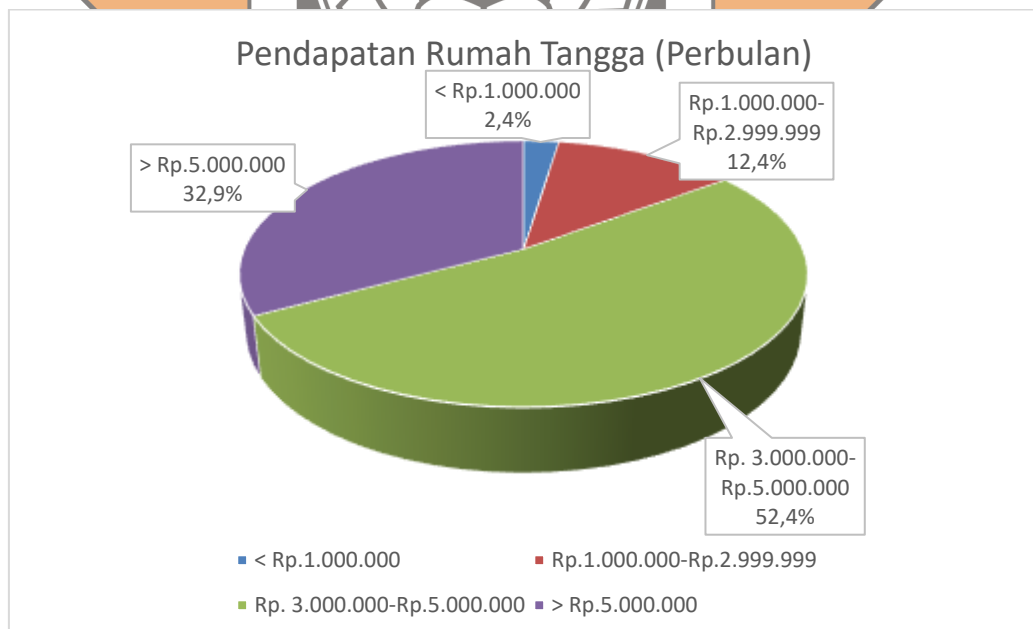 Pendapatan Rumah Tangga (Perbulan)
< Rp.1.000.000
2,4%
Rp.1.000.000-
Rp.2.999.999
12,4%
> Rp.5.000.000
32,9%
Rp. 3.000.000-
Rp.5.000.000
52,4%
< Rp.1.000.000
Rp.1.000.000-Rp.2.999.999
Rp. 3.000.000-Rp.5.000.000
> Rp.5.000.000